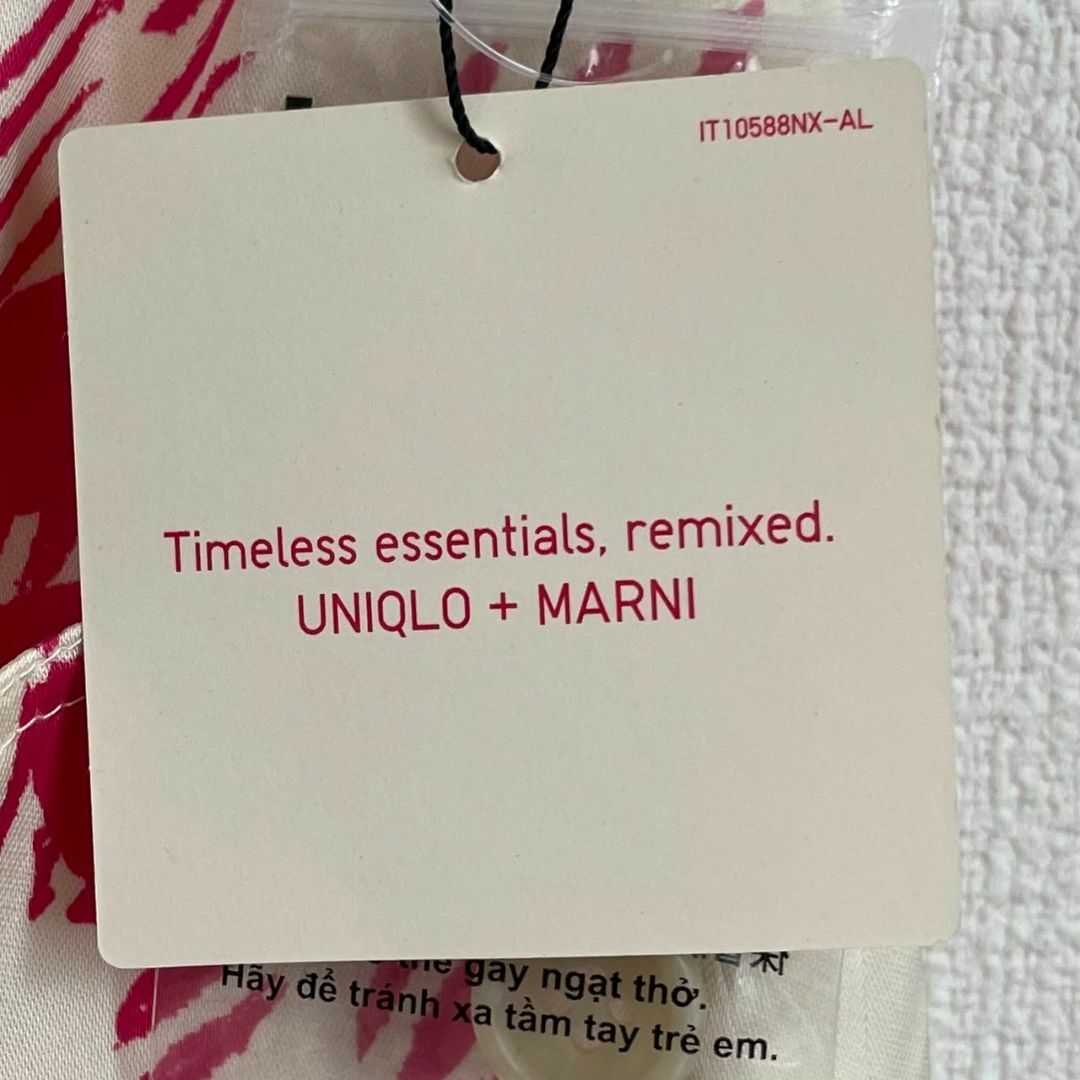 IT10588NX-AL
Timeless essentials, remixed.
UNIQLO + MARNI
gây ngạt thở.
Hãy để tránh xa tầm tay trẻ em.